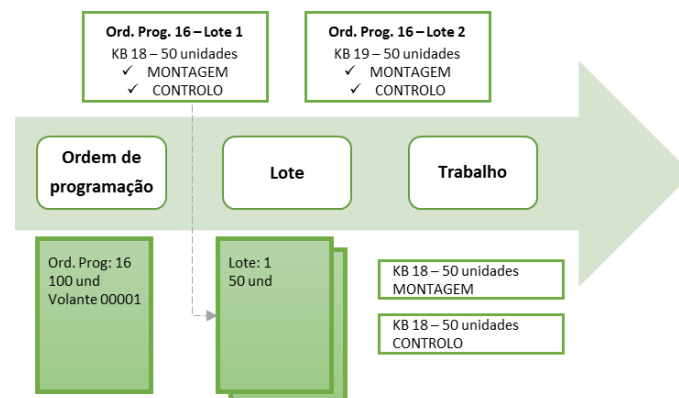 Ord. Prog. 16 – Lote 1
KB 18 – 50 unidades
✓ MONTAGEM
✓ CONTROLO
Ord. Prog. 16 – Lote 2
KB 19 – 50 unidades
✓ MONTAGEM
✓ CONTROLO
Ordem de
programação
Lote
Trabalho
Ord. Prog: 16
100 und
Volante 00001
Lote: 1
50 und
KB 18 – 50 unidades
MONTAGEM
KB 18 – 50 unidades
CONTROLO